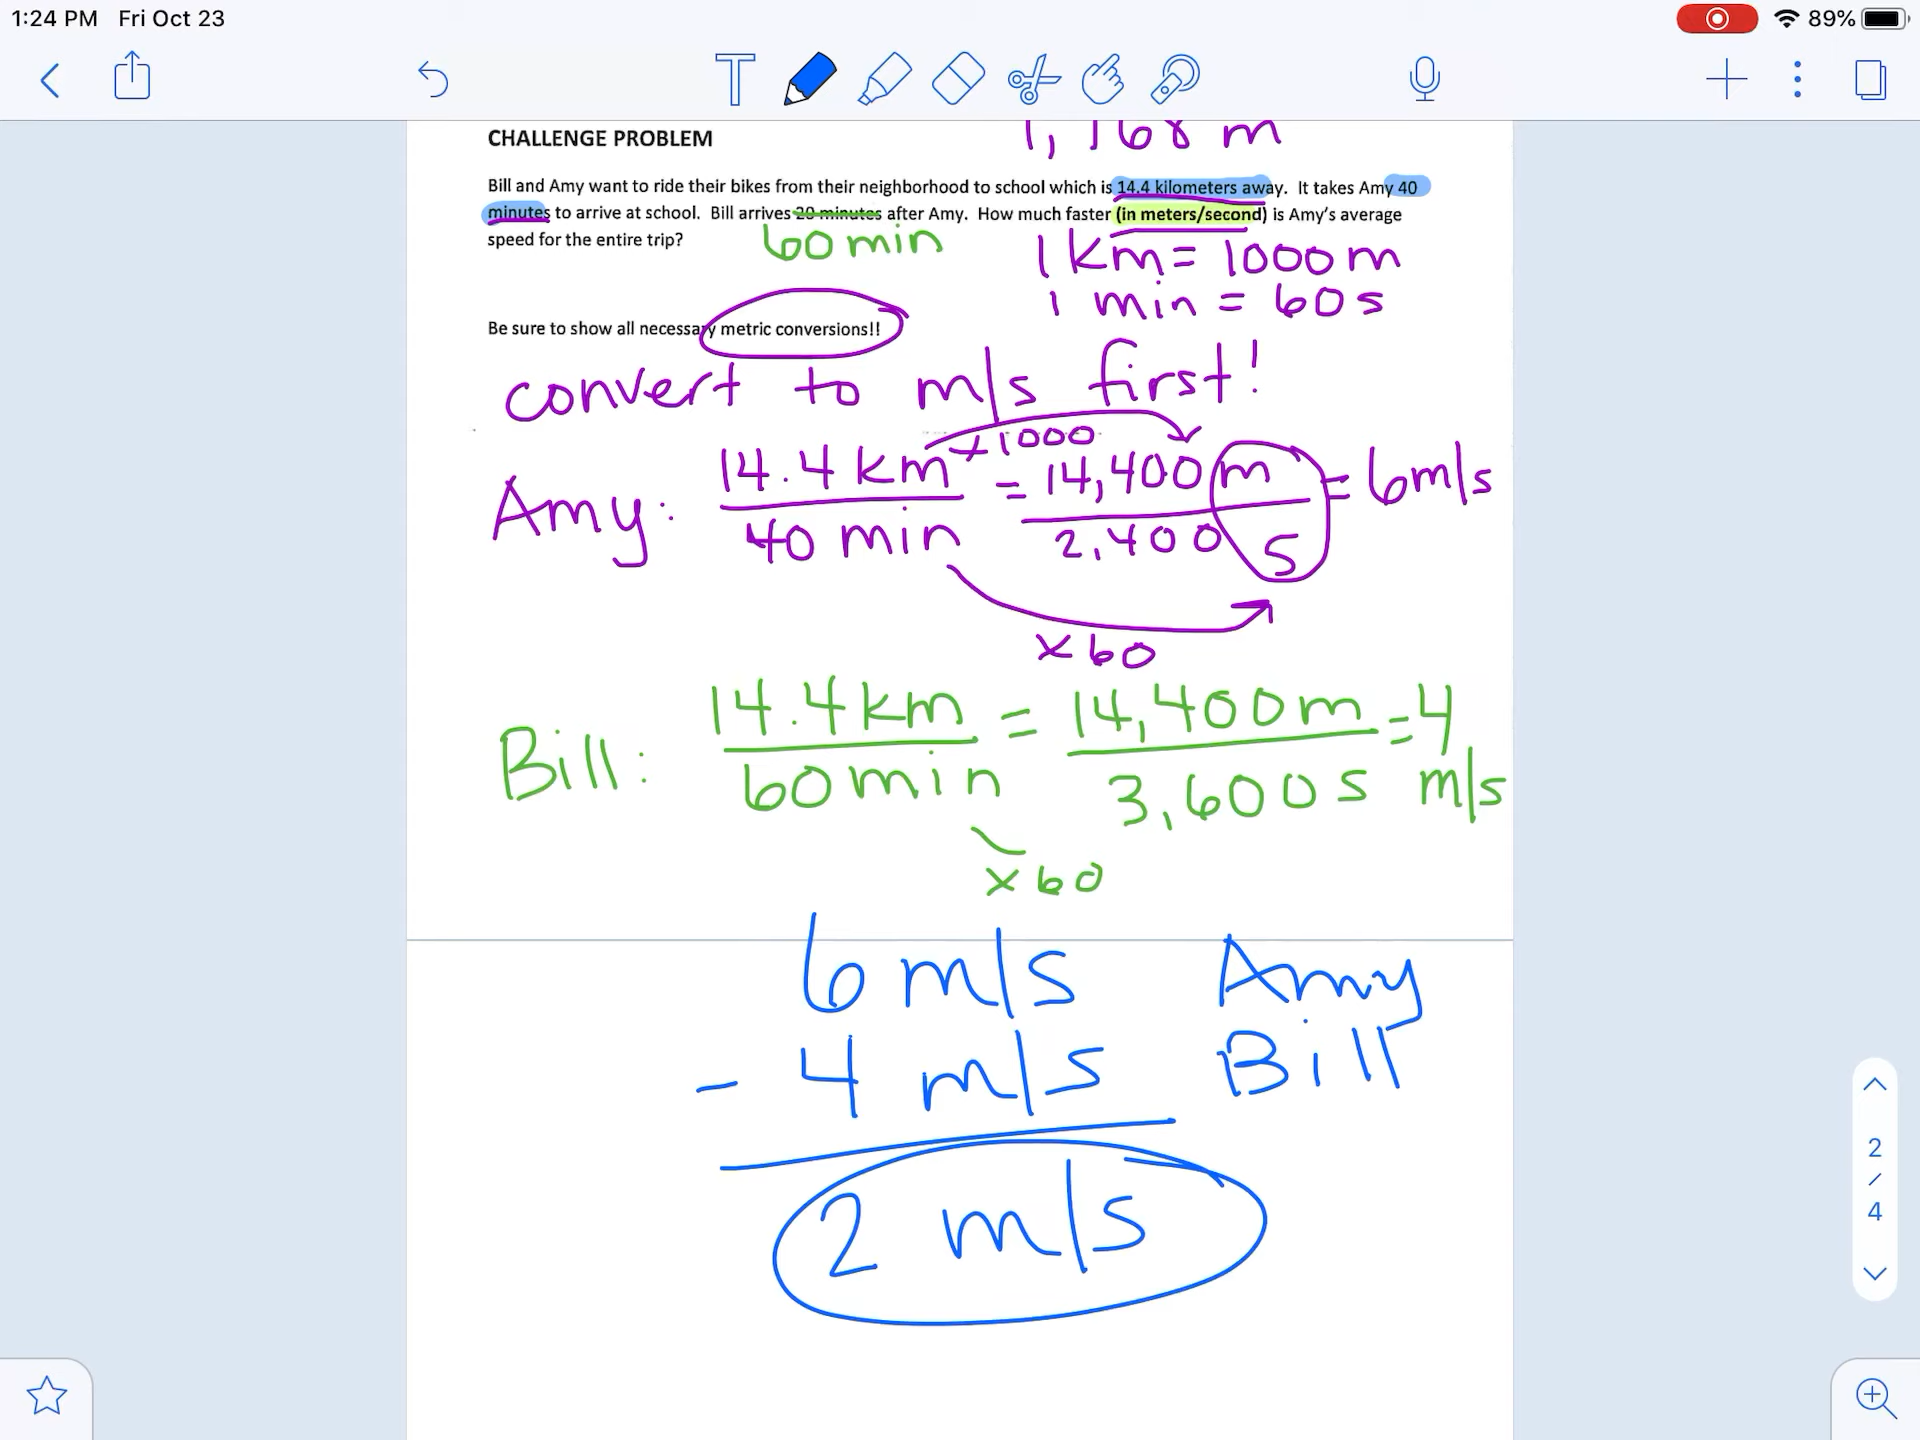 1:24 PM Fri Oct 23
89%
T
1,168 m
CHALLENGE PROBLEM
Bill and Amy want to ride their bikes from their neighborhood to school which is 14.4 kilometers away. It takes Amy 40
minutes to arrive at school. Bill arrives 20 minutes after Amy. How much faster (in meters/second) is Amy's average
speed for the entire trip?
60 min
1 km = 1000 m
1 min = 60 s
Be sure to show all necessary metric conversions!!
convert to m/s first!
x1000
Amy: 14.4 km = 14,400 m = 6 m/s
40 min 2,400 s
x 60
Bill: 14.4 km = 14,400 m = 4
60 min 3,600 s m/s
x 60
6 m/s Amy
- 4 m/s Bill
2 m/s
2
/
4